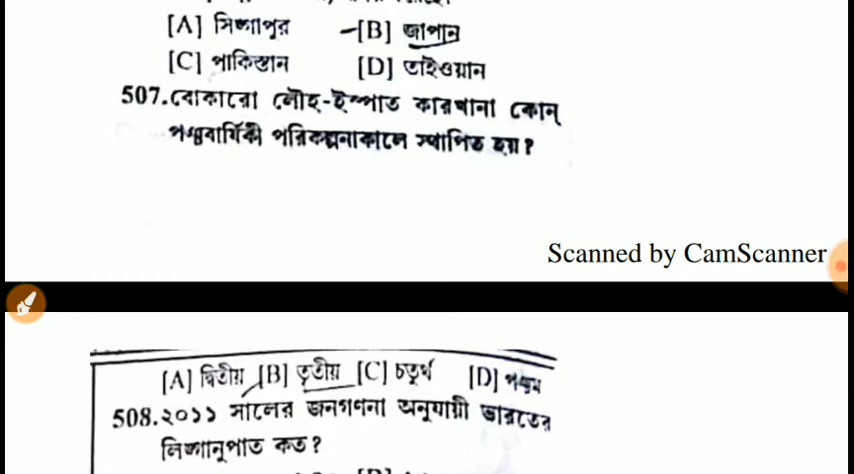 [A] সিঙ্গাপুর [B] জাপান
[C] পাকিস্তান [D] তাইওয়ান
507. বোকারো লৌহ-ইস্পাত কারখানা কোন্
পঞ্চবার্ষিকী পরিকল্পনাকালে স্থাপিত হয়?
Scanned by CamScanner
[A] দ্বিতীয় [B] তৃতীয় [C] চতুর্থ [D] পঞ্চম
508. ২০১১ সালের জনগণনা অনুযায়ী ভারতের
লিঙ্গানুপাত কত?